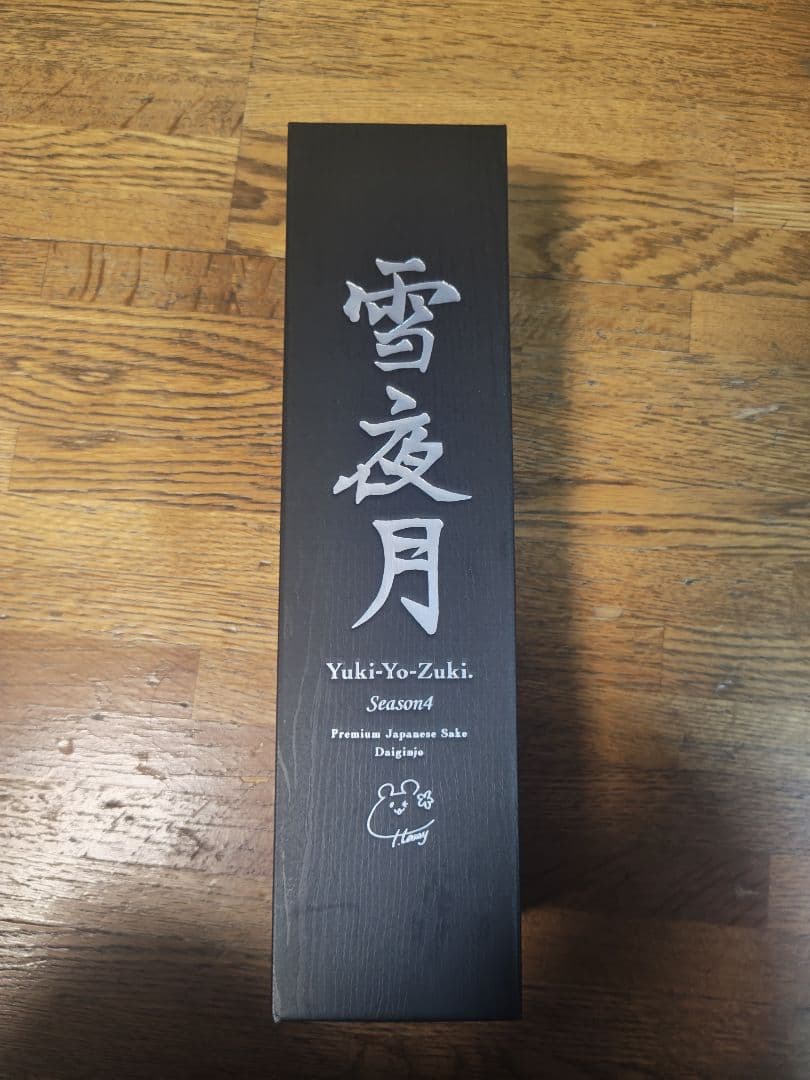 雪夜月
Yuki-Yo-Zuki.
Season4
Premium Japanese Sake
Daiginjo